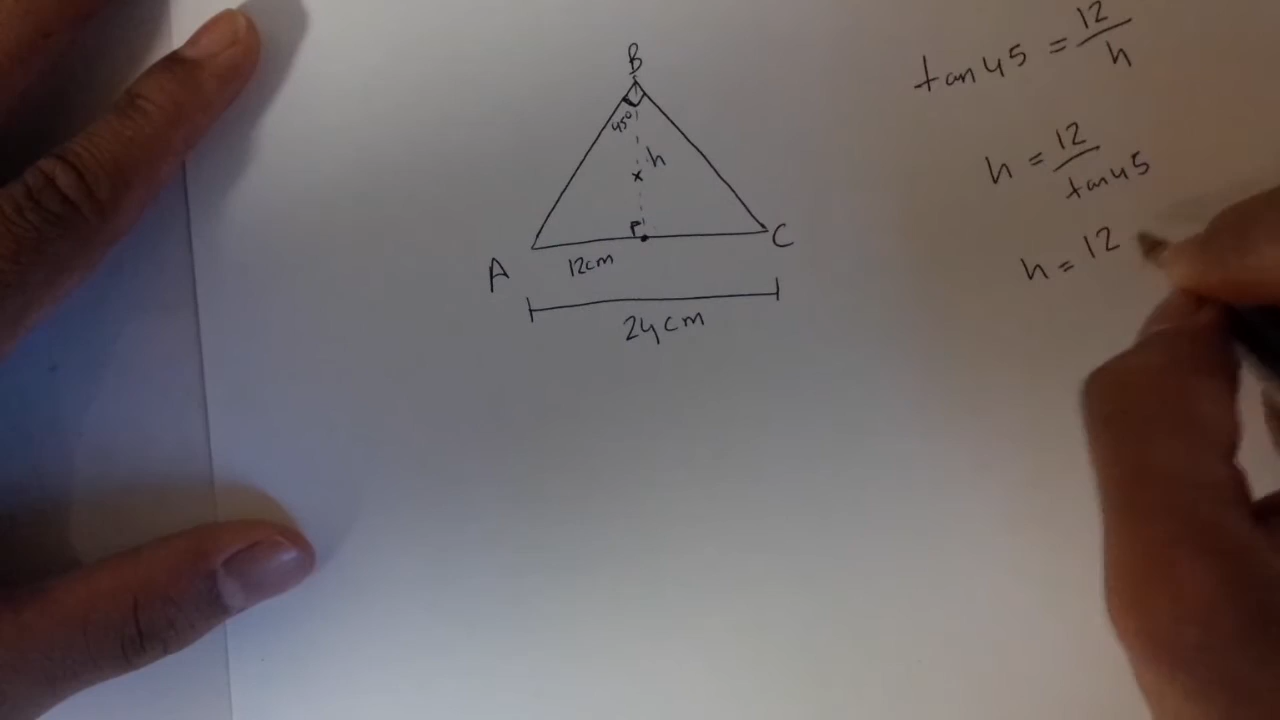 B
45°
h
x
P
A
C
12cm
24cm
tan45 = 12/h
h = 12/tan45
h = 12